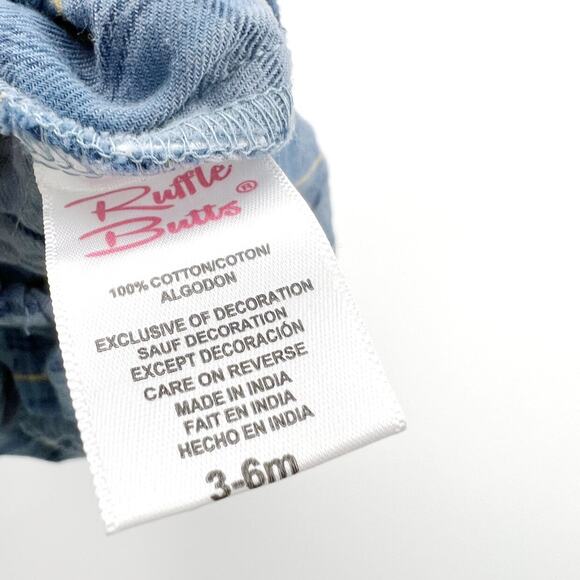 Ruffle
Butts®
100% COTTON/COTON/
ALGODON
EXCLUSIVE OF DECORATION
SAUF DECORATION
EXCEPT DECORACIÓN
CARE ON REVERSE
MADE IN INDIA
FAIT EN INDIA
HECHO EN INDIA
3-6m